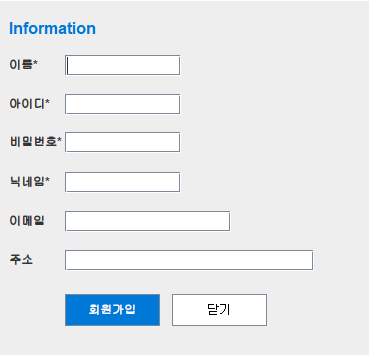 Information
이름*
아이디*
비밀번호*
닉네임*
이메일
주소
회원가입 닫기